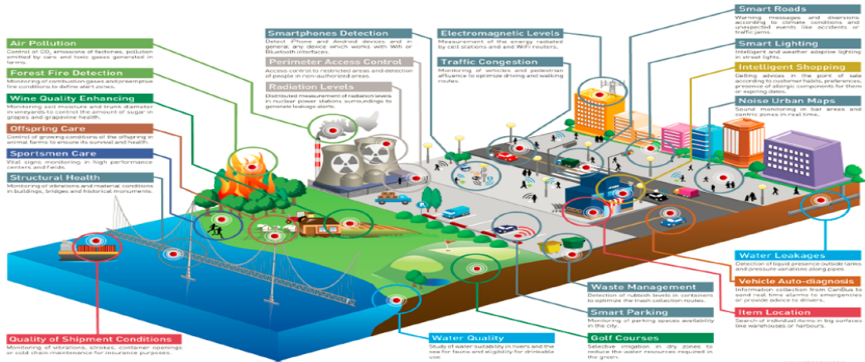 Air Pollution
Control of CO2 emissions of factories, pollution
emitted by cars and toxic gases generated in
farms.
Forest Fire Detection
Monitoring of combustion gases and preemptive
fire conditions to define alert zones.
Wine Quality Enhancing
Monitoring soil moisture and trunk diameter
in vineyards to control the amount of sugar in
grapes and grapevine health.
Offspring Care
Control of growing conditions of the offspring in
animal farms to ensure its survival and health.
Sportsmen Care
Vital signs monitoring in high performance
centers and fields.
Structural Health
Monitoring of vibrations and material conditions
in buildings, bridges and historical monuments.
Quality of Shipment Conditions
Monitoring of vibrations, strokes, container openings
or cold chain maintenance for insurance purposes.
Smartphones Detection
Detect iPhone and Android devices and in
general any device which works with Wifi or
Bluetooth interfaces.
Perimeter Access Control
Access control to restricted areas and detection
of people in non-authorized areas.
Radiation Levels
Distributed measurement of radiation levels
in nuclear power stations surroundings to
generate leakage alerts.
Electromagnetic Levels
Measurement of the energy radiated
by cell stations and and WiFi routers.
Traffic Congestion
Monitoring of vehicles and pedestrian
affluence to optimize driving and walking
routes.
Smart Roads
Warning messages and diversions
according to climate conditions and
unexpected events like accidents or
traffic jams.
Smart Lighting
Intelligent and weather adaptive lighting
in street lights.
Intelligent Shopping
Getting advices in the point of sale
according to customer habits, preferences,
presence of allergic components for them
or expiring dates.
Noise Urban Maps
Sound monitoring in bar areas and
centric zones in real time.
Water Leakages
Detection of liquid presence outside tanks
and pressure variations along pipes.
Vehicle Auto-diagnosis
Information collection from CanBus to
send real time alarms to emergencies
or provide advice to drivers.
Item Location
Search of individual items in big surfaces
like warehouses or harbours.
Waste Management
Detection of rubbish levels in containers
to optimize the trash collection routes.
Smart Parking
Monitoring of parking spaces availability
in the city.
Golf Courses
Selective irrigation in dry zones to
reduce the water resources required in
the green.
Water Quality
Study of water suitability in rivers and the
sea for fauna and eligibility for drinkable
use.